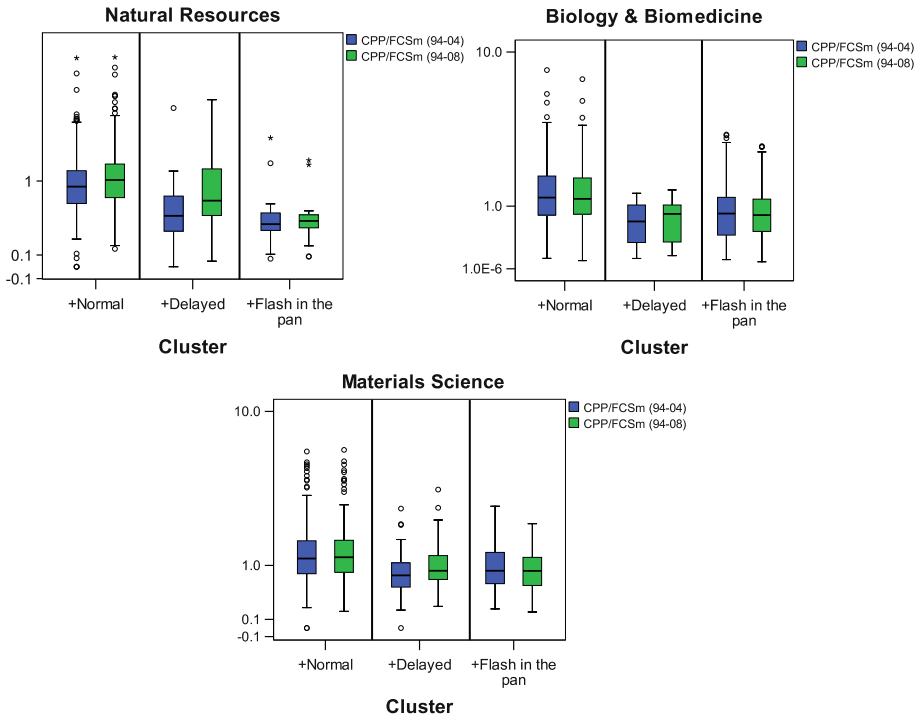 Natural Resources
CPP/FCSm (94-04)
CPP/FCSm (94-08)
1
0.1
-0.1
+Normal
+Delayed
+Flash in the
pan
Cluster
Biology & Biomedicine
CPP/FCSm (94-04)
CPP/FCSm (94-08)
10.0
1.0
1.0E-6
+Normal
+Delayed
+Flash in the
pan
Cluster
Materials Science
CPP/FCSm (94-04)
CPP/FCSm (94-08)
10.0
1.0
0.1
-0.1
+Normal
+Delayed
+Flash in the
pan
Cluster